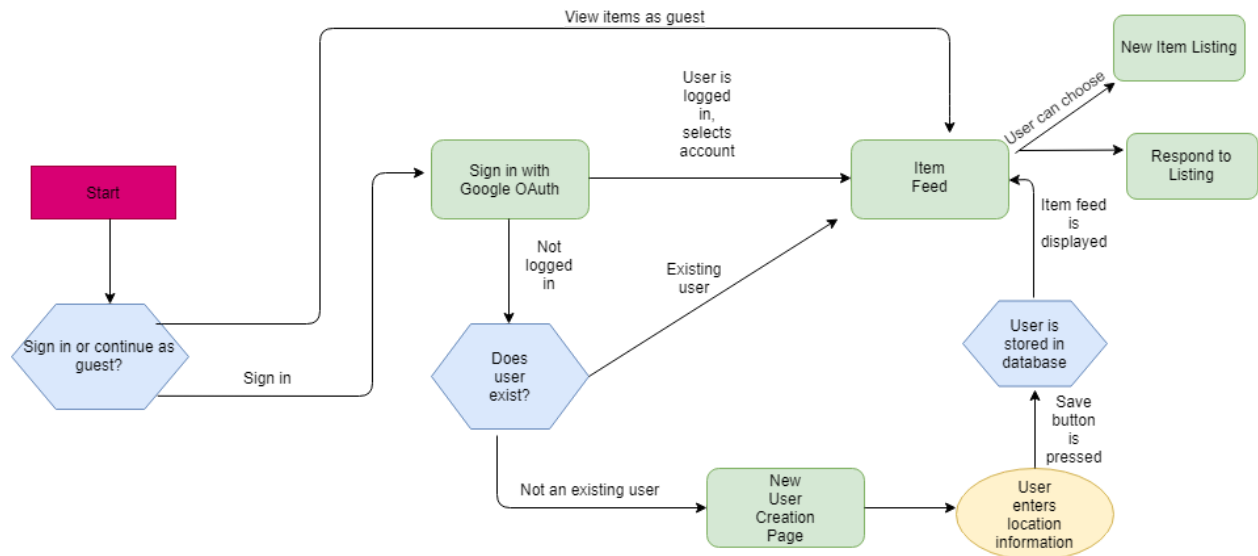 View items as guest
New Item Listing
User can choose
User is
logged
in,
selects
account
Start
Sign in with
Google OAuth
Item
Feed
Respond to
Listing
Not
logged
in
Existing
user
Item feed
is
displayed
Sign in or continue as
guest?
Sign in
Does
user
exist?
User is
stored in
database
Save
button
is
pressed
Not an existing user
New
User
Creation
Page
User
enters
location
information